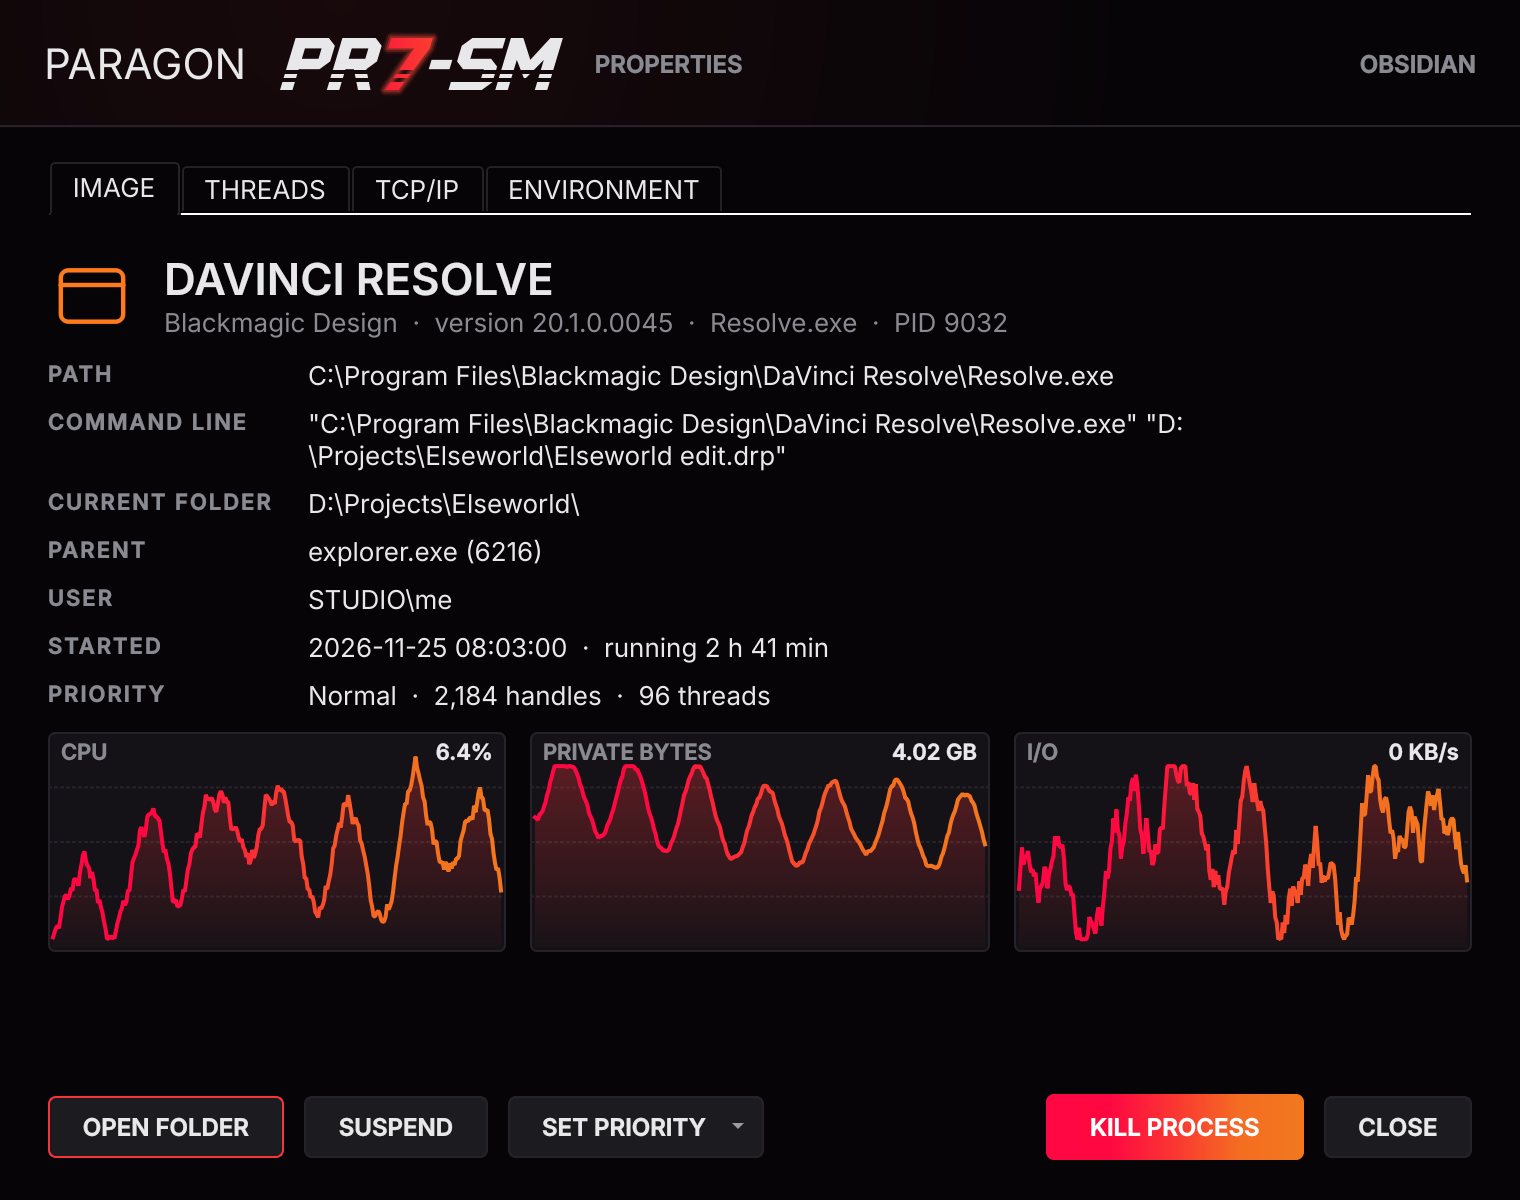 PARAGON PR7-SM PROPERTIES OBSIDIAN
IMAGE THREADS TCP/IP ENVIRONMENT
DAVINCI RESOLVE
Blackmagic Design · version 20.1.0.0045 · Resolve.exe · PID 9032
PATH C:\Program Files\Blackmagic Design\DaVinci Resolve\Resolve.exe
COMMAND LINE "C:\Program Files\Blackmagic Design\DaVinci Resolve\Resolve.exe" "D:
\Projects\Elseworld\Elseworld edit.drp"
CURRENT FOLDER D:\Projects\Elseworld\
PARENT explorer.exe (6216)
USER STUDIO\me
STARTED 2026-11-25 08:03:00 · running 2 h 41 min
PRIORITY Normal · 2,184 handles · 96 threads
CPU 6.4% PRIVATE BYTES 4.02 GB I/O 0 KB/s
OPEN FOLDER SUSPEND SET PRIORITY KILL PROCESS CLOSE